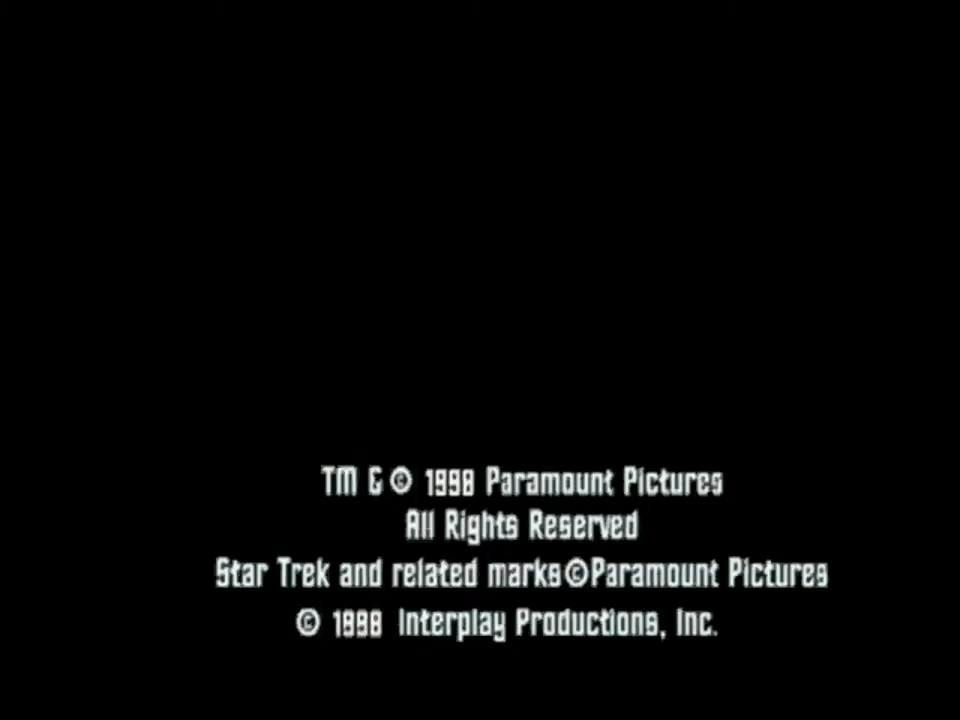 TM & © 1998 Paramount Pictures
All Rights Reserved
Star Trek and related marks©Paramount Pictures
© 1998 Interplay Productions, Inc.